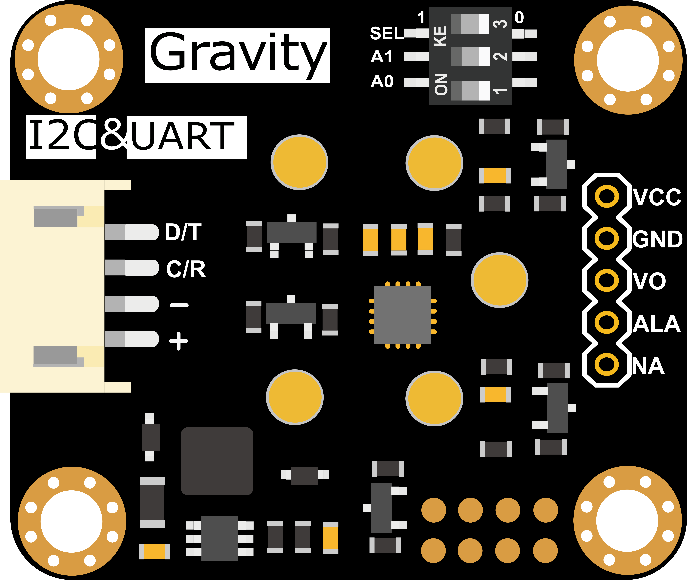 1 0
SEL KE 3
A1 2
A0 ON 1
Gravity
I2C&UART
D/T
C/R
−
+
VCC
GND
VO
ALA
NA